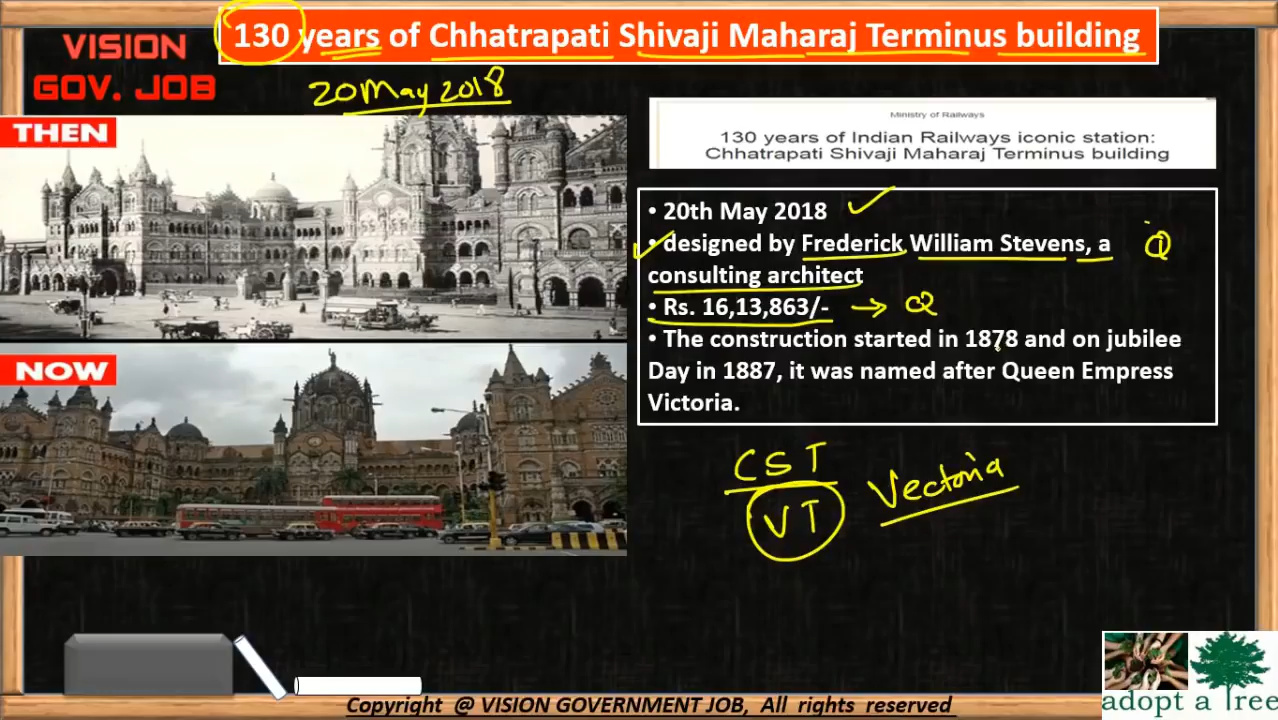 130 years of Chhatrapati Shivaji Maharaj Terminus building
VISION
GOV. JOB
20 May 2018
THEN
NOW
Ministry of Railways
130 years of Indian Railways iconic station:
Chhatrapati Shivaji Maharaj Terminus building
• 20th May 2018
• designed by Frederick William Stevens, a
consulting architect
• Rs. 16,13,863/- → Q2
• The construction started in 1878 and on jubilee
Day in 1887, it was named after Queen Empress
Victoria.
CST
VT
Vectoria
Copyright @ VISION GOVERNMENT JOB, All rights reserved
adopt a Tree